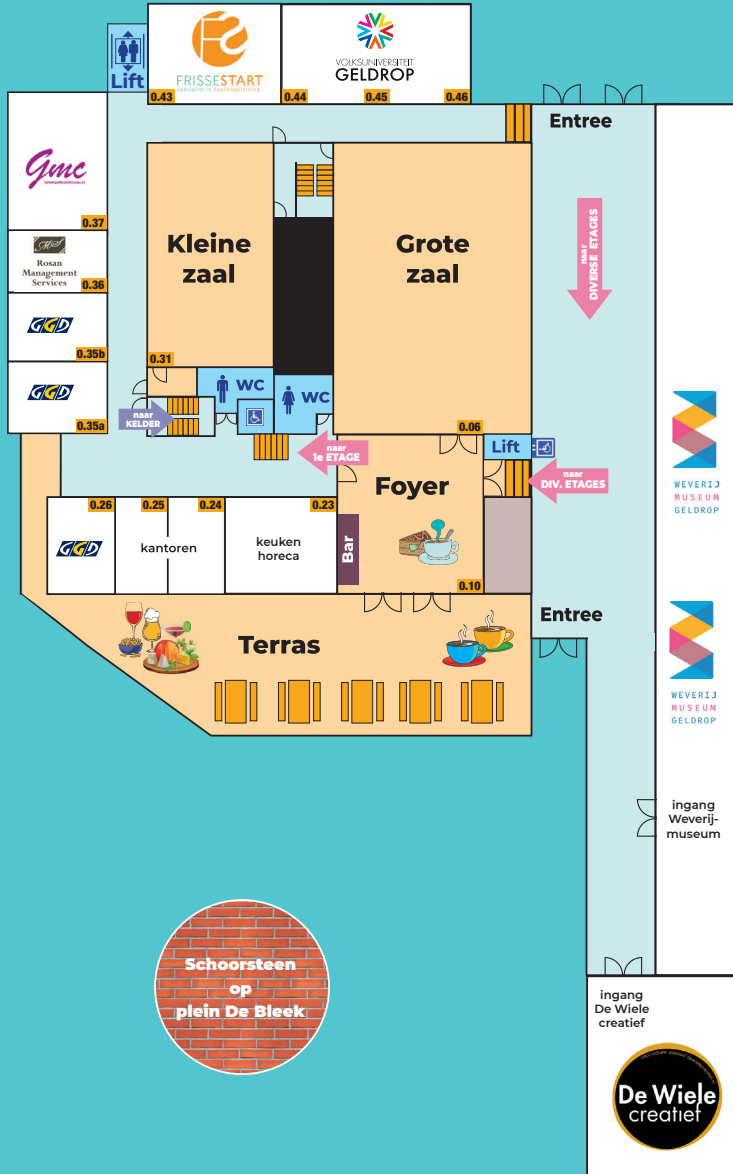 Lift
FRISSESTART
specialist in baanbegeleiding
0.43
VOLKSUNIVERSITEIT
GELDROP
0.44
0.45
0.46
Entree
Gmc
0.37
MS
Rosan
Management
Services
0.36
GGD
0.35b
GGD
0.35a
Kleine
zaal
0.31
Grote
zaal
0.06
naar
DIVERSE ETAGES
WC
WC
naar
KELDER
naar
1e ETAGE
Lift
naar
DIV. ETAGES
Foyer
Bar
0.10
GGD
0.26
0.25
0.24
kantoren
0.23
keuken
horeca
Terras
Entree
WEVERIJ
MUSEUM
GELDROP
WEVERIJ
MUSEUM
GELDROP
ingang
Weverij-
museum
Schoorsteen
op
plein De Bleek
ingang
De Wiele
creatief
De Wiele
creatief